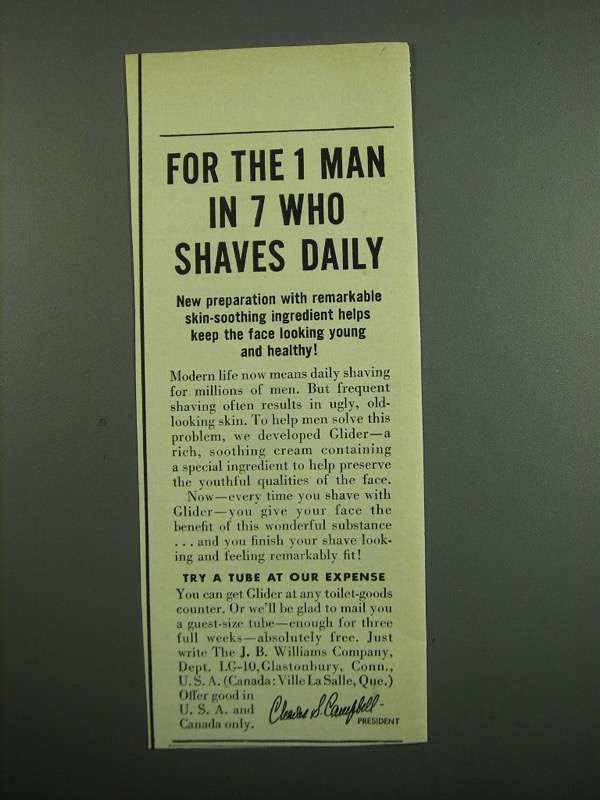 FOR THE 1 MAN
IN 7 WHO
SHAVES DAILY
New preparation with remarkable
skin-soothing ingredient helps
keep the face looking young
and healthy!
Modern life now means daily shaving
for millions of men. But frequent
shaving often results in ugly, old-
looking skin. To help men solve this
problem, we developed Glider—a
rich, soothing cream containing
a special ingredient to help preserve
the youthful qualities of the face.
Now—every time you shave with
Glider—you give your face the
benefit of this wonderful substance
. . . and you finish your shave look-
ing and feeling remarkably fit!
TRY A TUBE AT OUR EXPENSE
You can get Glider at any toilet-goods
counter. Or we'll be glad to mail you
a guest-size tube—enough for three
full weeks—absolutely free. Just
write The J. B. Williams Company,
Dept. LG-10, Glastonbury, Conn.,
U. S. A. (Canada: Ville La Salle, Que.)
Offer good in
U. S. A. and
Canada only.
Charles S. Campbell
PRESIDENT